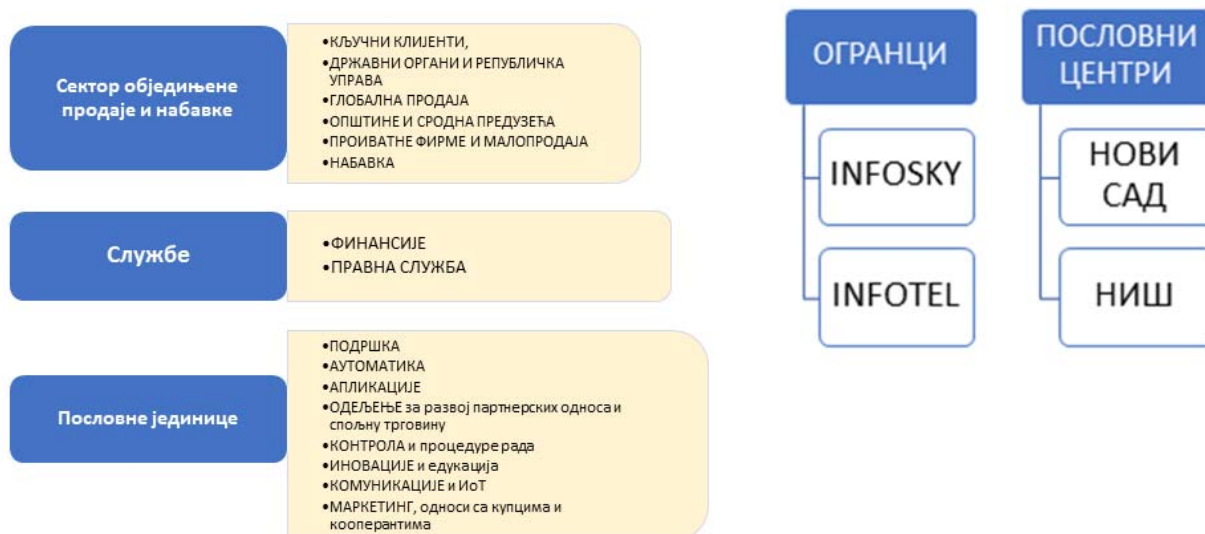 Сектор обједињене
продаје и набавке
•КЉУЧНИ КЛИЈЕНТИ,
•ДРЖАВНИ ОРГАНИ И РЕПУБЛИЧКА
УПРАВА
•ГЛОБАЛНА ПРОДАЈА
•ОПШТИНЕ И СРОДНА ПРЕДУЗЕЋА
•ПРОИВАТНЕ ФИРМЕ И МАЛОПРОДАЈА
•НАБАВКА
Службе
•ФИНАНСИЈЕ
•ПРАВНА СЛУЖБА
Пословне јединице
•ПОДРШКА
•АУТОМАТИКА
•АПЛИКАЦИЈЕ
•ОДЕЉЕЊЕ за развој партнерских односа и
спољну трговину
•КОНТРОЛА и процедуре рада
•ИНОВАЦИЈЕ и едукација
•КОМУНИКАЦИЈЕ и ИоТ
•МАРКЕТИНГ, односи са купцима и
кооперантима
ОГРАНЦИ
INFOSKY
INFOTEL
ПОСЛОВНИ
ЦЕНТРИ
НОВИ
САД
НИШ